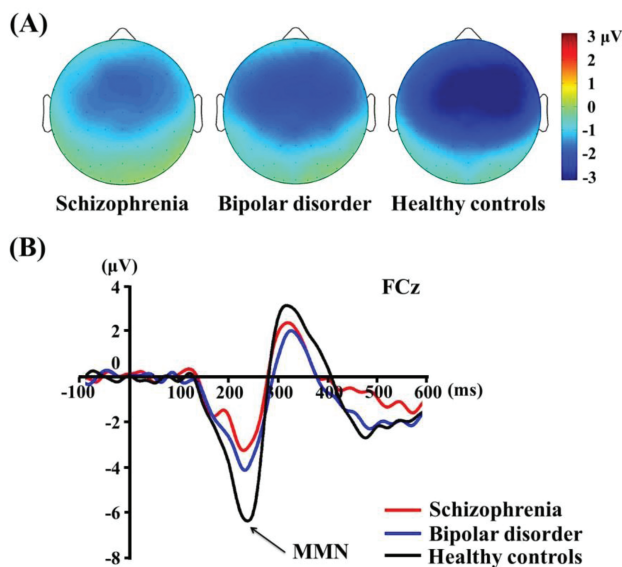 (A)
3 μV
2
1
0
-1
-2
-3
Schizophrenia
Bipolar disorder
Healthy controls
(B)
(μV)
FCz
4
2
0
-2
-4
-6
-8
-100
100
200
300
400
500
600
(ms)
MMN
Schizophrenia
Bipolar disorder
Healthy controls